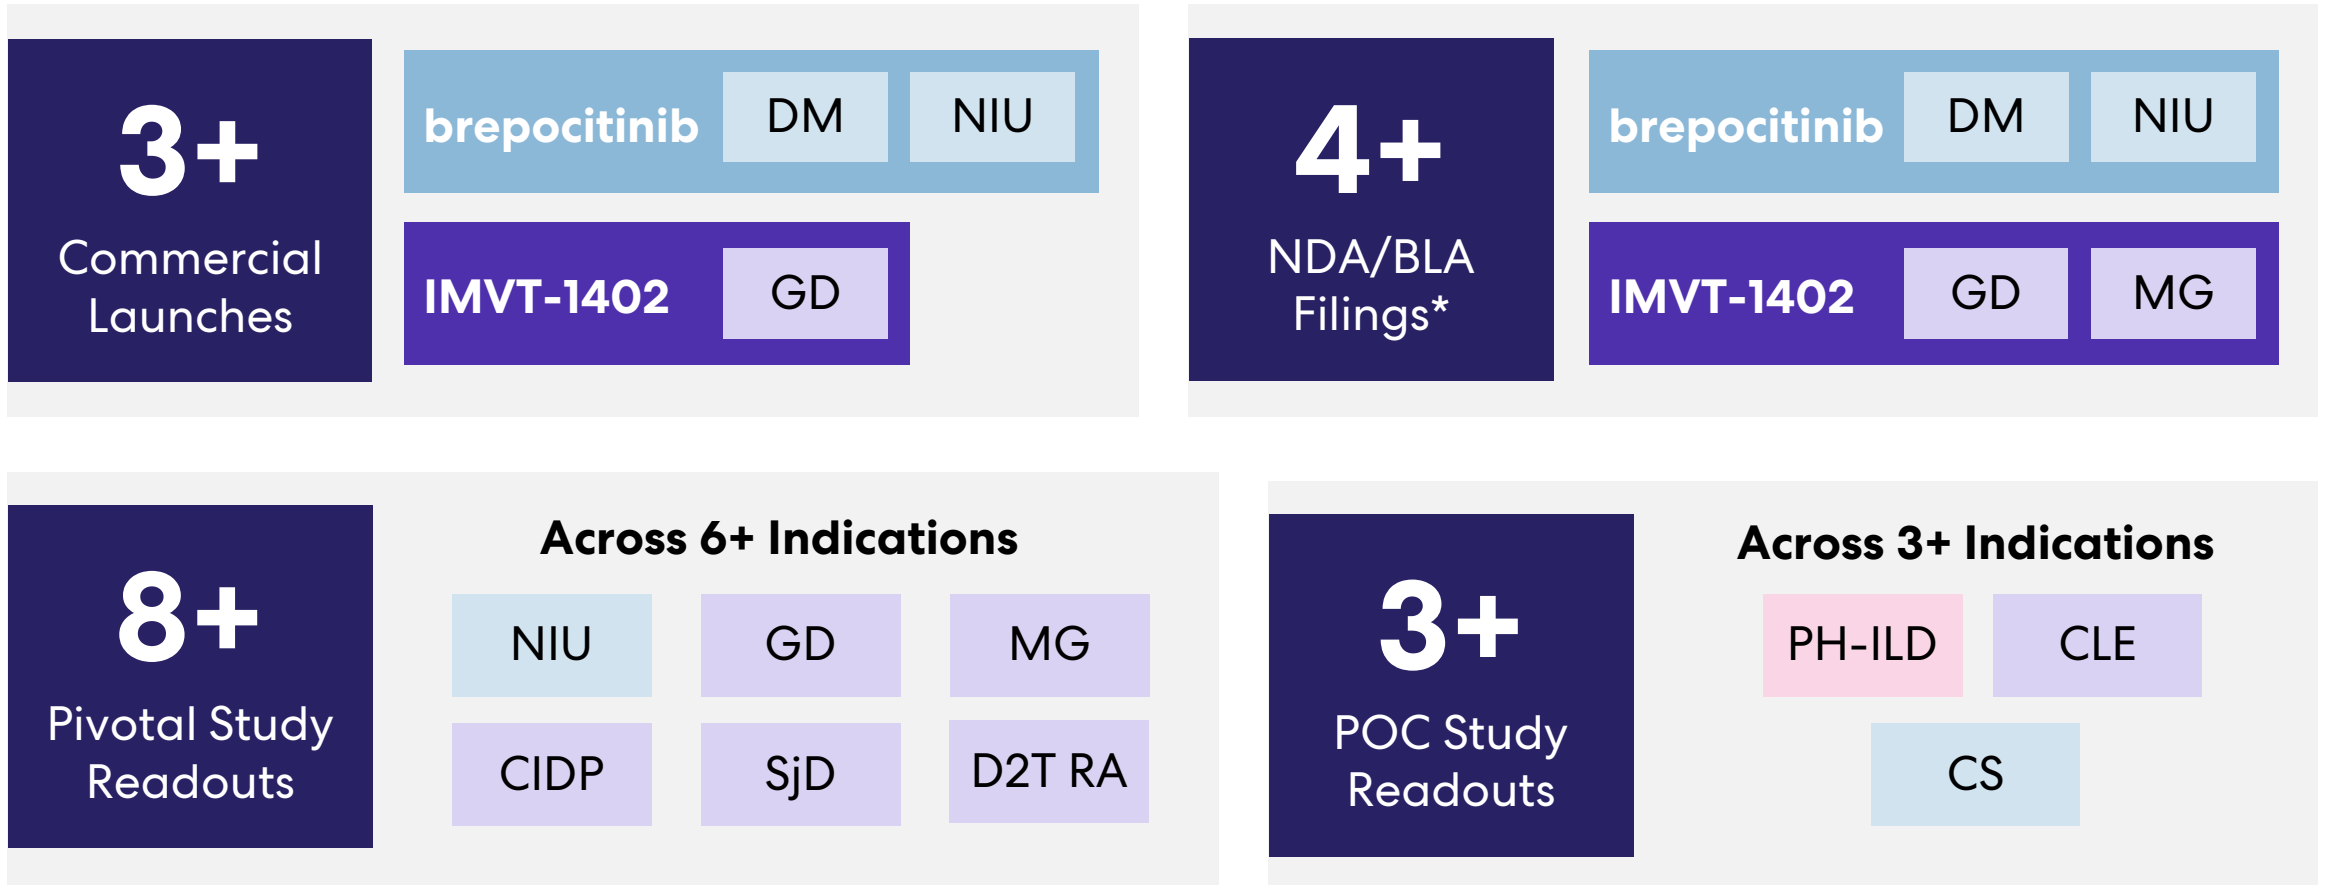 3+
Commercial
Launches
brepocitinib
DM
NIU
IMVT-1402
GD
4+
NDA/BLA
Filings*
brepocitinib
DM
NIU
IMVT-1402
GD
MG
8+
Pivotal Study
Readouts
Across 6+ Indications
NIU
GD
MG
CIDP
SjD
D2T RA
3+
POC Study
Readouts
Across 3+ Indications
PH-ILD
CLE
CS